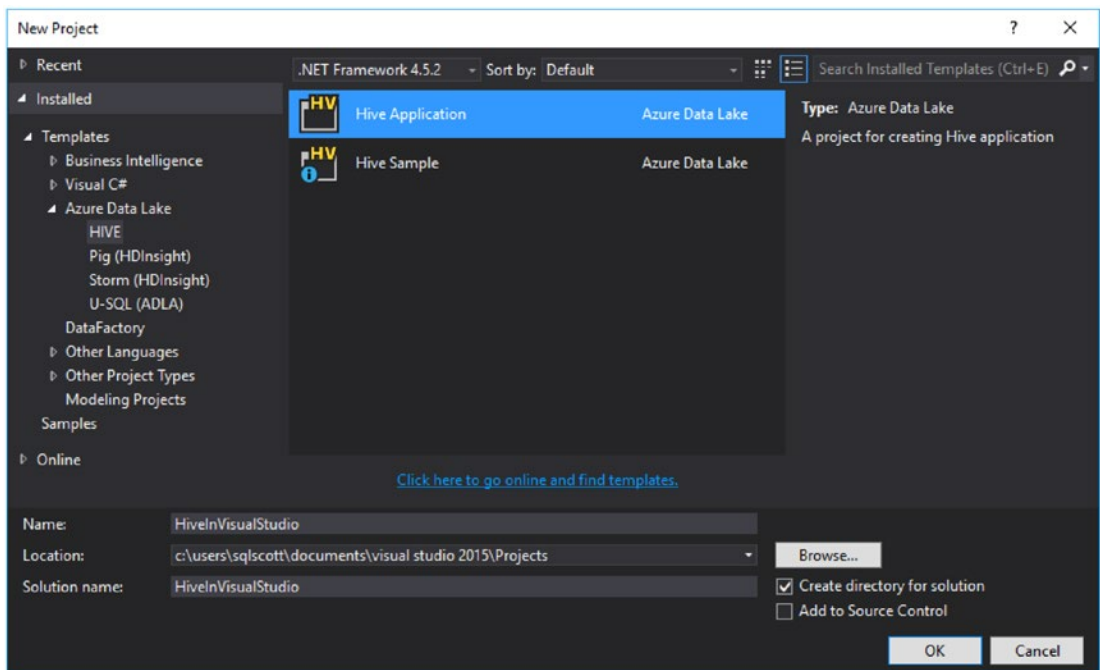 New Project
?
Recent
.NET Framework 4.5.2
Sort by: Default
Search Installed Templates (Ctrl+E)
Installed
Templates
Business Intelligence
Visual C#
Azure Data Lake
HIVE
Pig (HDInsight)
Storm (HDInsight)
U-SQL (ADLA)
DataFactory
Other Languages
Other Project Types
Modeling Projects
Samples
Online
HV Hive Application Azure Data Lake
HV Hive Sample Azure Data Lake
Type: Azure Data Lake
A project for creating Hive application
Click here to go online and find templates.
Name: HiveInVisualStudio
Location: c:\users\sqlscott\documents\visual studio 2015\Projects
Browse...
Solution name: HiveInVisualStudio
Create directory for solution
Add to Source Control
OK Cancel